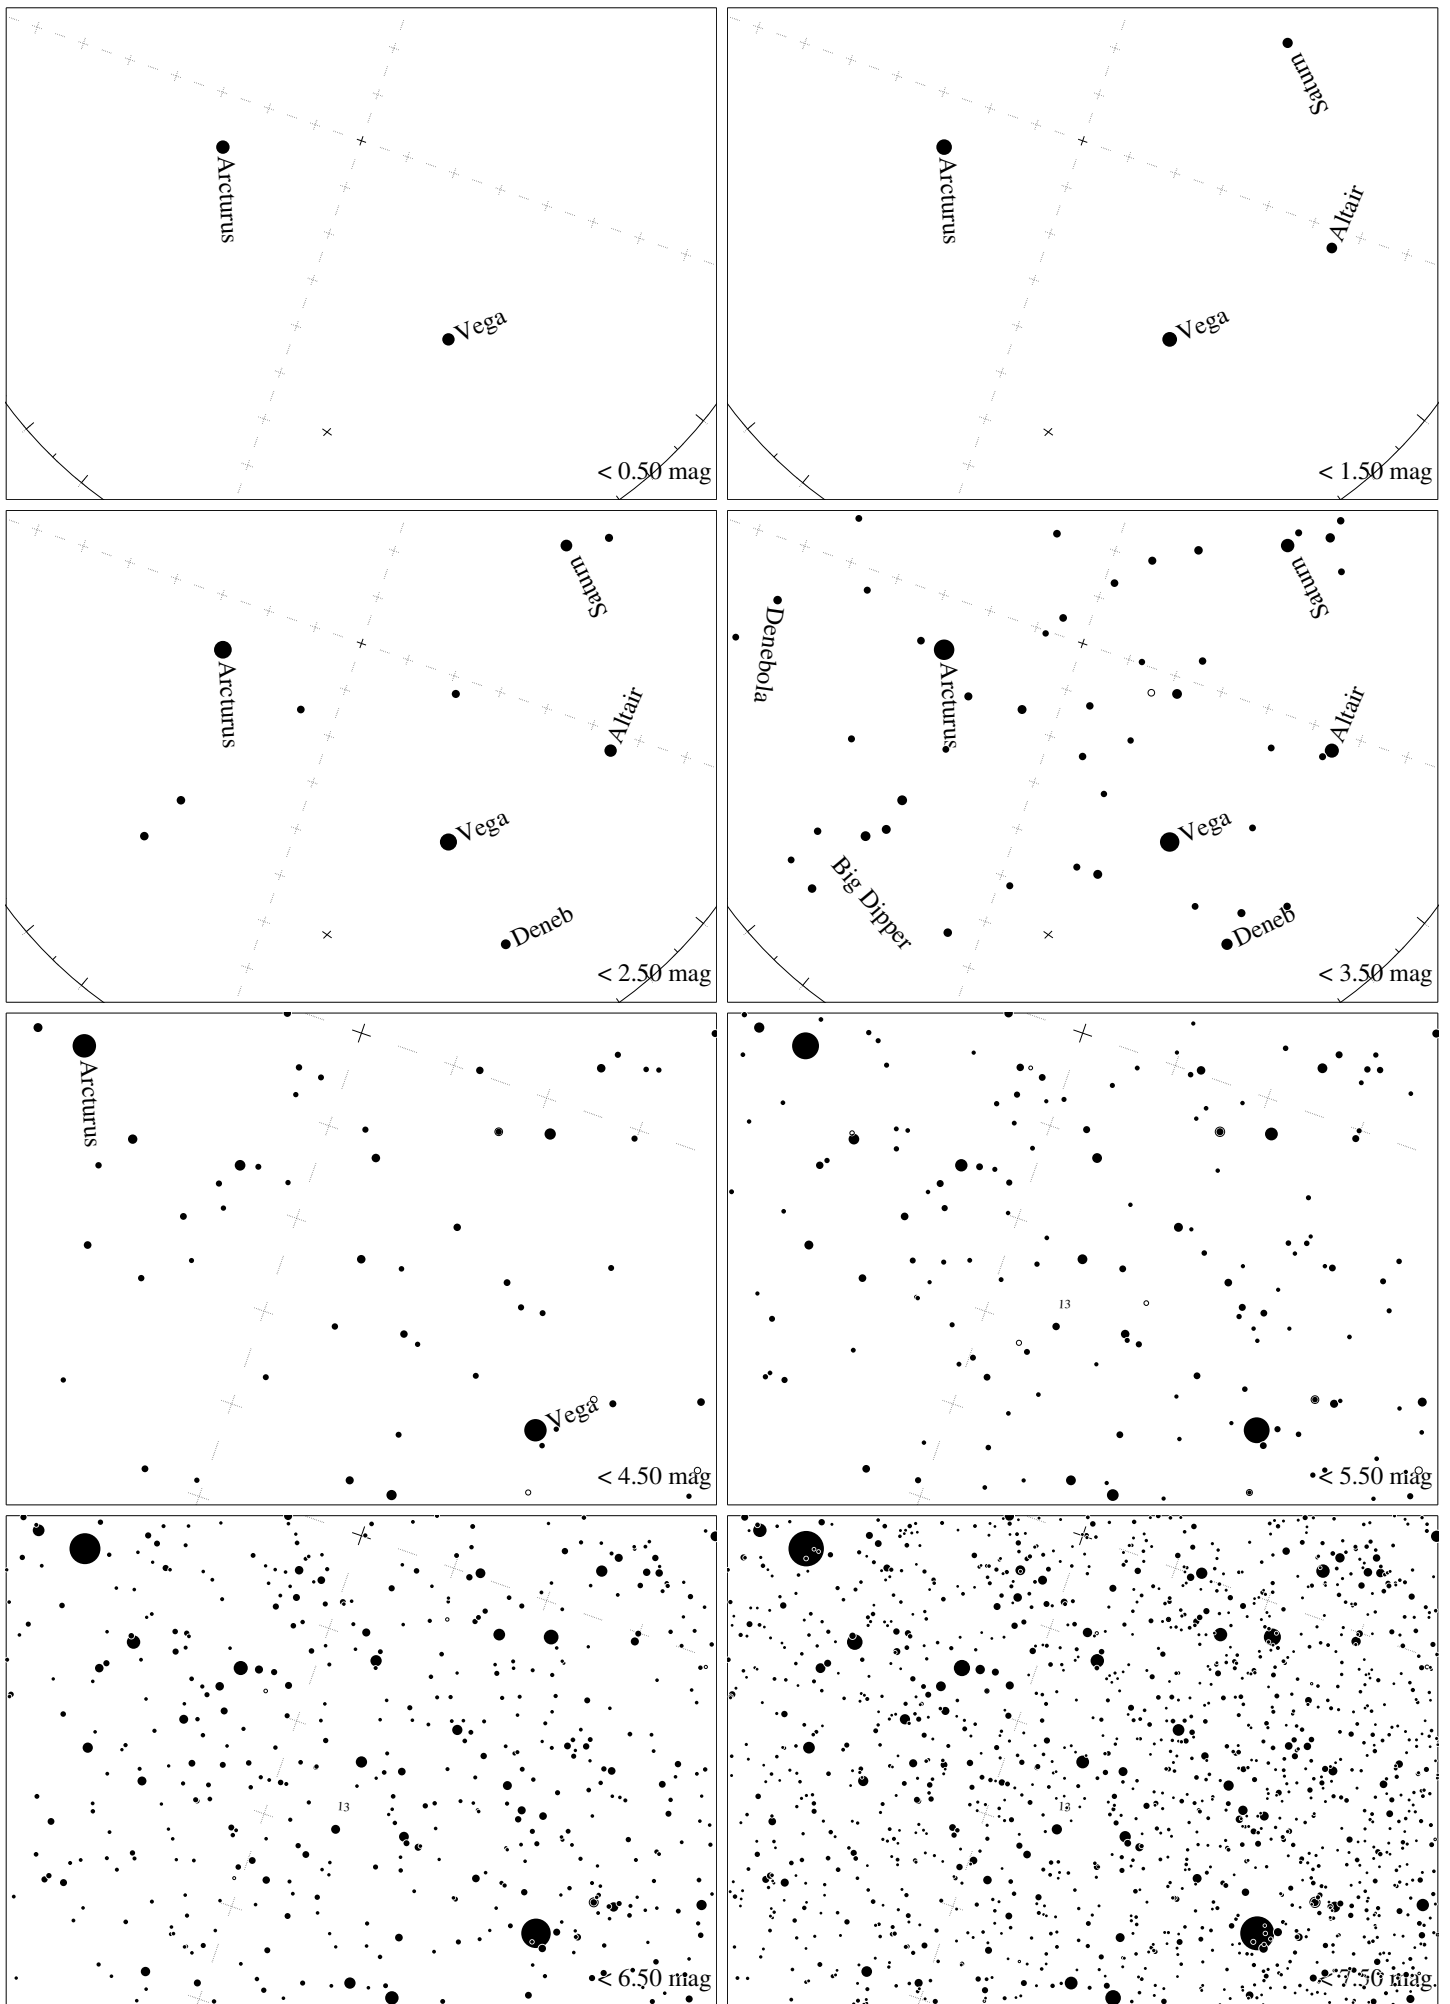 Arcturus
Vega
< 0.50 mag
Saturn
Arcturus
Altair
Vega
< 1.50 mag
Saturn
Arcturus
Altair
Vega
Deneb
< 2.50 mag
Saturn
Denebola
Arcturus
Altair
Vega
Big Dipper
Deneb
< 3.50 mag
Arcturus
Vega
< 4.50 mag
13
< 5.50 mag
13
< 6.50 mag
13
< 7.50 mag